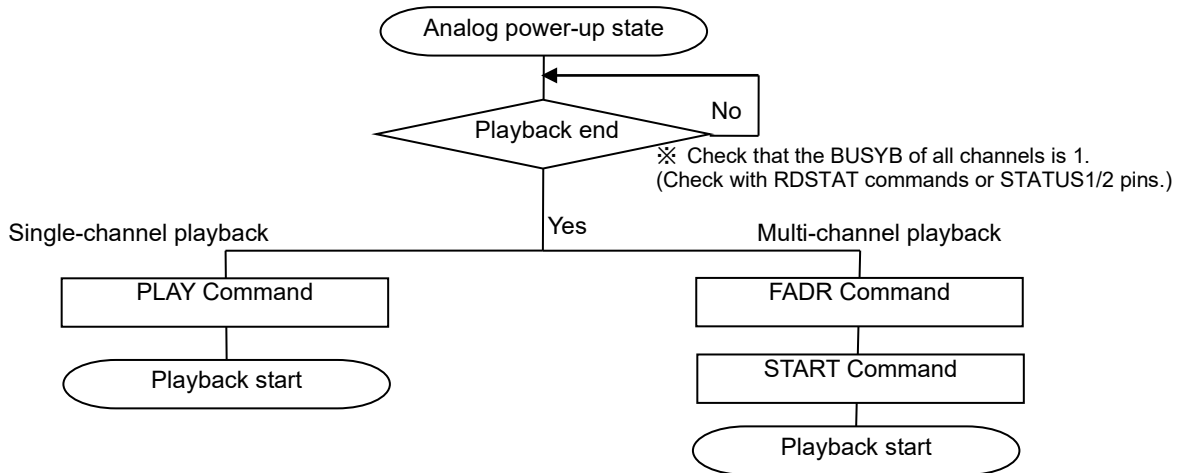 Analog power-up state
No
Playback end
※ Check that the BUSYB of all channels is 1.
(Check with RDSTAT commands or STATUS1/2 pins.)
Yes
Single-channel playback
Multi-channel playback
PLAY Command
FADR Command
START Command
Playback start
Playback start